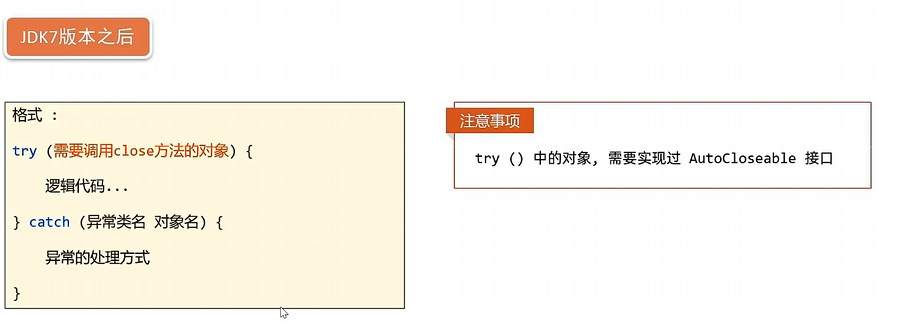 JDK7版本之后
格式 :
try (需要调用close方法的对象) {
逻辑代码...
} catch (异常类名 对象名) {
异常的处理方式
}
注意事项
try () 中的对象, 需要实现过 AutoCloseable 接口